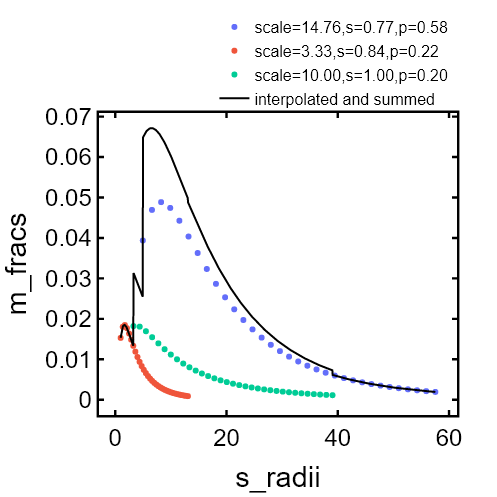 scale=14.76,s=0.77,p=0.58
scale=3.33,s=0.84,p=0.22
scale=10.00,s=1.00,p=0.20
interpolated and summed
0.07
0.06
0.05
0.04
0.03
0.02
0.01
0
m_fracs
0 20 40 60
s_radii